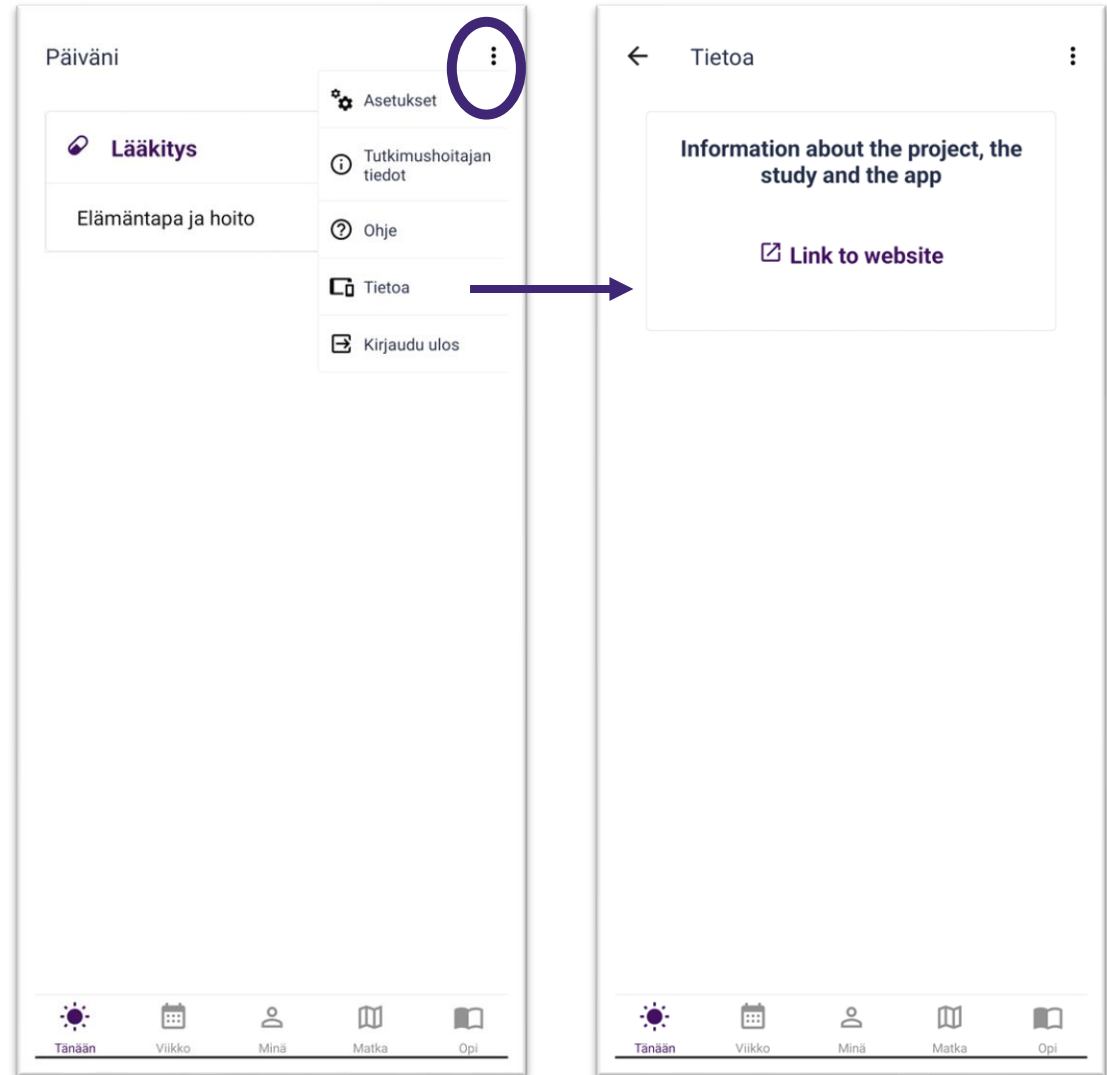 Päiväni
Asetukset
Lääkitys
Tutkimushoitajan
tiedot
Elämäntapa ja hoito
Ohje
Tietoa
Kirjaudu ulos
Tänään
Viikko
Minä
Matka
Opi
Tietoa
Information about the project, the
study and the app
Link to website
Tänään
Viikko
Minä
Matka
Opi